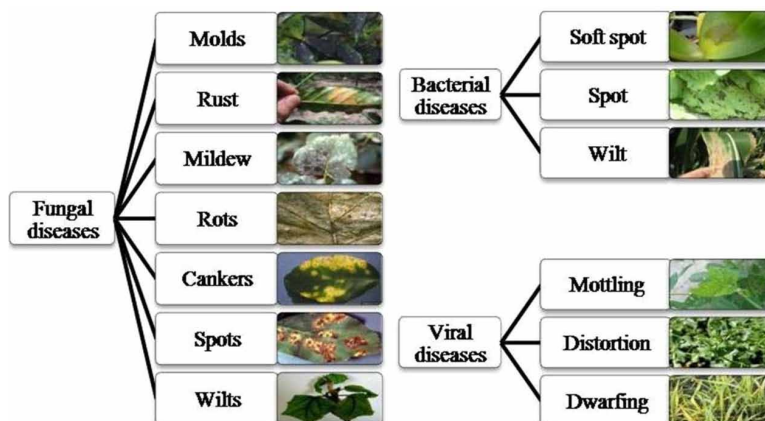 Fungal
diseases
Molds
Rust
Mildew
Rots
Cankers
Spots
Wilts
Bacterial
diseases
Soft spot
Spot
Wilt
Viral
diseases
Mottling
Distortion
Dwarfing